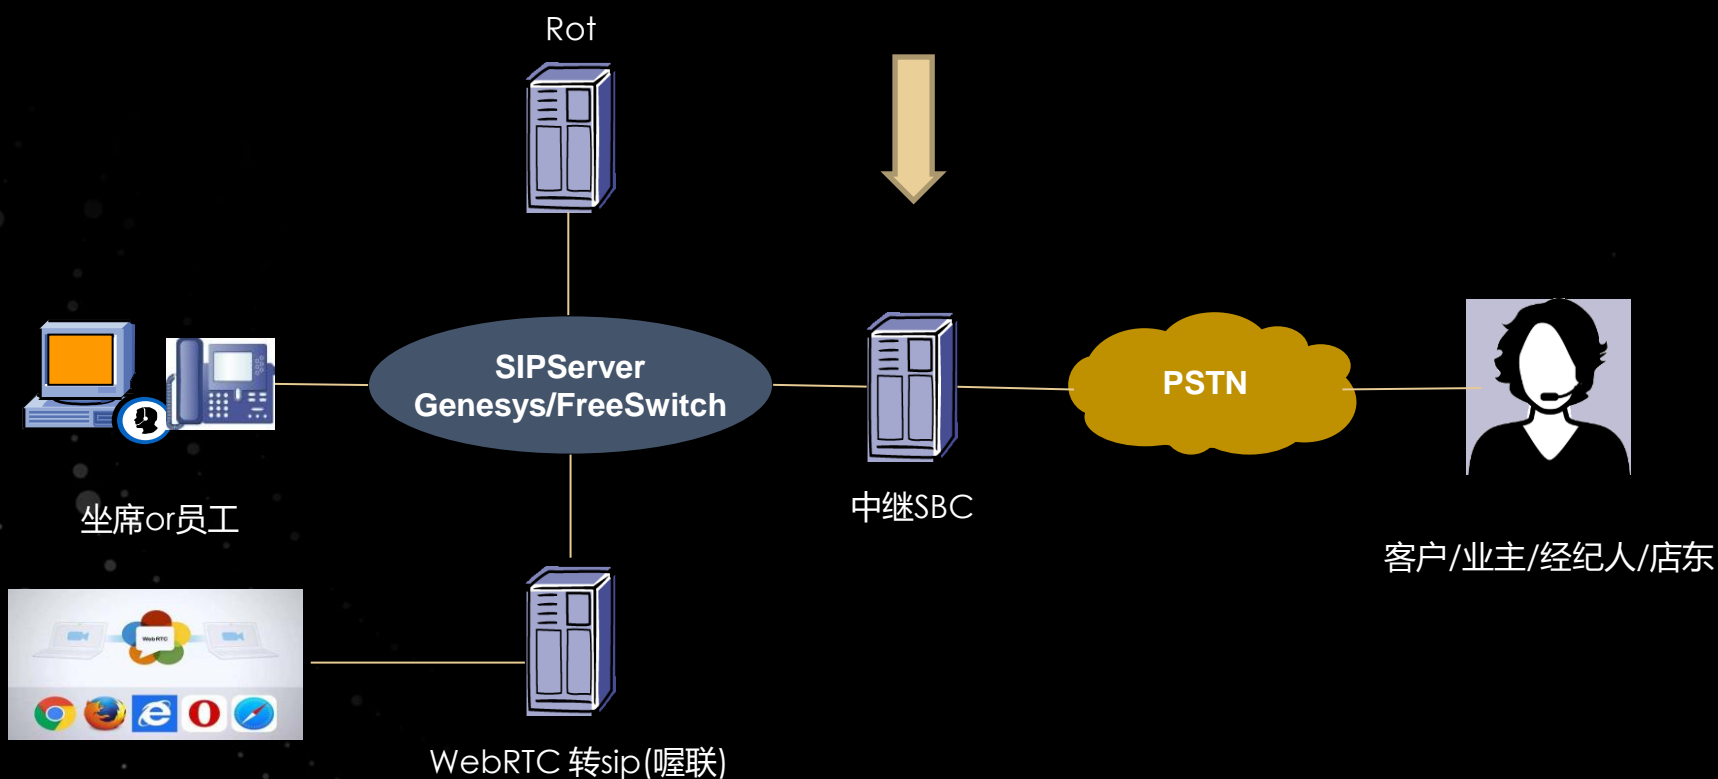 Rot
SIPServer
Genesys/FreeSwitch
PSTN
中继SBC
坐席or员工
客户/业主/经纪人/店东
WebRTC
WebRTC 转sip(喔联)